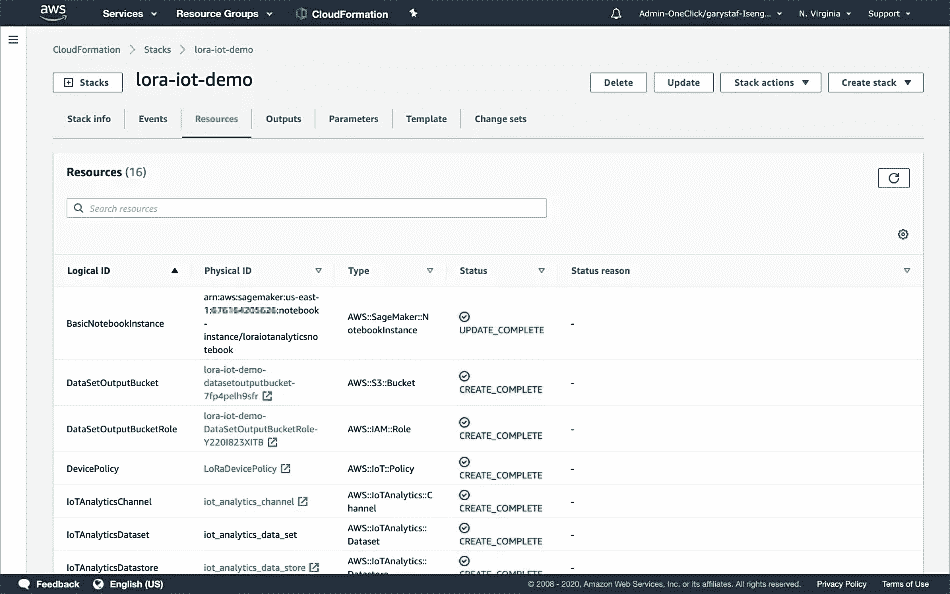 aws
Services
Resource Groups
CloudFormation
Admin-OneClick/garystaf-Iseng...
N. Virginia
Support
CloudFormation > Stacks > lora-iot-demo
Stacks
lora-iot-demo
Delete
Update
Stack actions
Create stack
Stack info
Events
Resources
Outputs
Parameters
Template
Change sets
Resources (16)
Search resources
Logical ID
Physical ID
Type
Status
Status reason
BasicNotebookInstance
arn:aws:sagemaker:us-east-
:notebook
-
instance/loraiotanalyticsno
tebook
AWS::SageMaker::N
otebookInstance
UPDATE_COMPLETE
-
DataSetOutputBucket
lora-iot-demo-
datasetoutputbucket-
7fp4pelh9sfr
AWS::S3::Bucket
CREATE_COMPLETE
-
DataSetOutputBucketRole
lora-iot-demo-
DataSetOutputBucketRole-
Y220I823XITB
AWS::IAM::Role
CREATE_COMPLETE
-
DevicePolicy
LoRaDevicePolicy
AWS::IoT::Policy
CREATE_COMPLETE
-
IoTAnalyticsChannel
iot_analytics_channel
AWS::IoTAnalytics::C
hannel
CREATE_COMPLETE
-
IoTAnalyticsDataset
iot_analytics_data_set
AWS::IoTAnalytics::
Dataset
CREATE_COMPLETE
-
IoTAnalyticsDatastore
iot_analytics_data_store
AWS::IoTAnalytics::
Datastore
CREATE_COMPLETE
-
Feedback
English (US)
© 2008 - 2020, Amazon Web Services, Inc. or its affiliates. All rights reserved.
Privacy Policy
Terms of Use